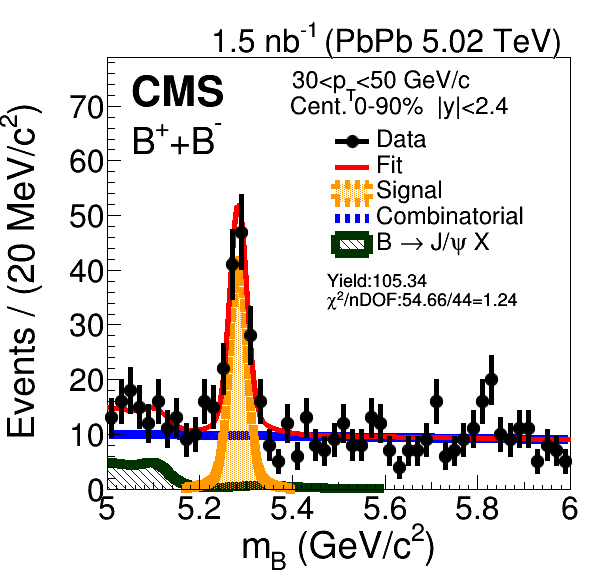 1.5 nb⁻¹ (PbPb 5.02 TeV)
CMS
30<p_T<50 GeV/c
Cent. 0-90% |y|<2.4
B⁺+B⁻
Data
Fit
Signal
Combinatorial
B → J/ψ X
Yield:105.34
χ²/nDOF:54.66/44=1.24
Events / (20 MeV/c²)
70
60
50
40
30
20
10
0
5 5.2 5.4 5.6 5.8 6
m_B (GeV/c²)